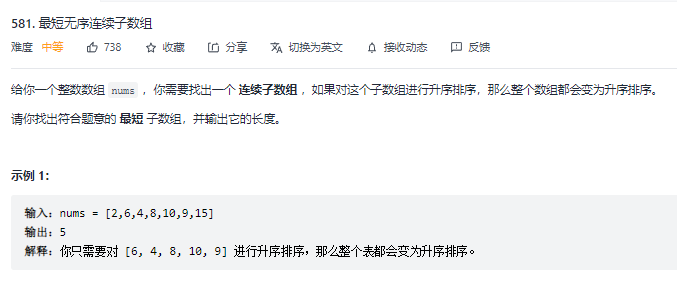 581. 最短无序连续子数组
难度 中等 738 收藏 分享 切换为英文 接收动态 反馈
给你一个整数数组 nums ，你需要找出一个 连续子数组 ，如果对这个子数组进行升序排序，那么整个数组都会变为升序排序。
请你找出符合题意的 最短 子数组，并输出它的长度。
示例 1：
输入：nums = [2,6,4,8,10,9,15]
输出：5
解释：你只需要对 [6, 4, 8, 10, 9] 进行升序排序，那么整个表都会变为升序排序。